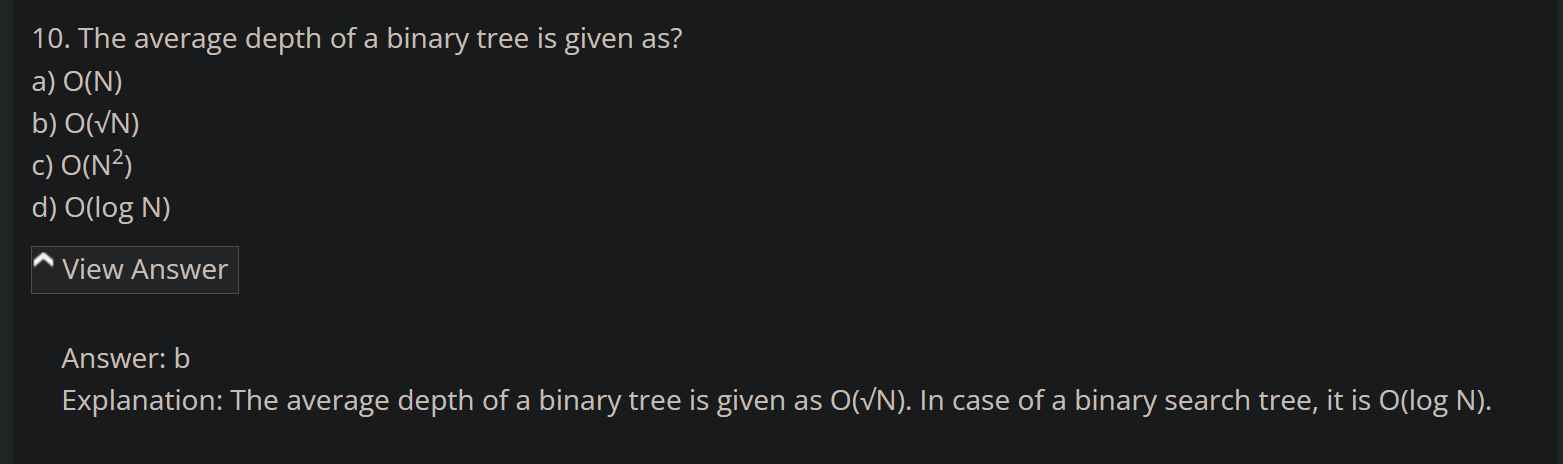 10. The average depth of a binary tree is given as?
a) O(N)
b) O(√N)
c) O(N²)
d) O(log N)
View Answer
Answer: b
Explanation: The average depth of a binary tree is given as O(√N). In case of a binary search tree, it is O(log N).